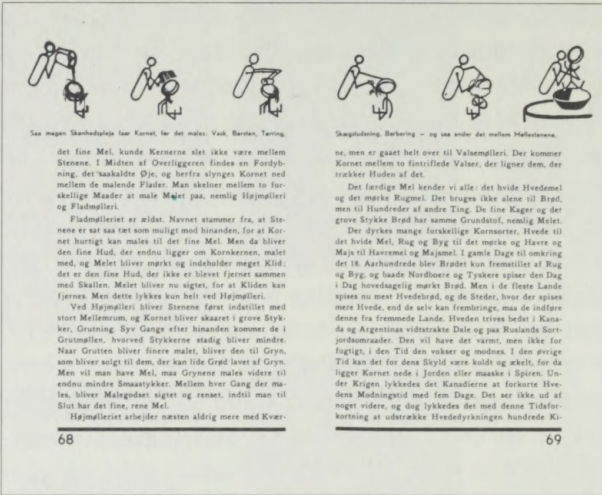 Saa megen Skønhedspleje faar Kornet, før det males: Vask, Børsten, Tørring,
det fine Mel, kunde Kernerne slet ikke være mellem
Stenene. I Midten af Overliggeren findes en Fordyb-
ning, det saakaldte Øje, og herfra slynges Kornet ned
mellem de malende Flader. Man skelner mellem to for-
skellige Maader at male Melet paa, nemlig Højmølleri
og Fladmølleri.
Fladmølleriet er ældst. Navnet stammer fra, at Ste-
nene er sat saa tæt som muligt mod hinanden, for at Kor-
net hurtigt kan males til det fine Mel. Men da bliver
den fine Hud, der endnu ligger om Kornkernen, malet
med, og Melet bliver mørkt og indeholder meget Klid;
det er den fine Hud, der ikke er blevet fjernet sammen
med Skallen. Melet bliver nu sigtet, for at Kliden kan
fjernes. Men dette lykkes kun helt ved Højmølleri.
Ved Højmølleri bliver Stenene først indstillet med
stort Mellemrum, og Kornet bliver skaaret i grove Styk-
ker, Grutning. Syv Gange efter hinanden kommer de i
Grutmøllen, hvorved Stykkerne stadig bliver mindre.
Naar Grutten bliver finere malet, bliver den til Gryn,
som bliver solgt til dem, der kan lide Grød lavet af Gryn.
Men vil man have Mel, maa Grynene males videre til
endnu mindre Smaastykker. Mellem hver Gang der ma-
les, bliver Malegodset sigtet og renset, indtil man til
Slut har det fine, rene Mel.
Højmølleriet arbejder næsten aldrig mere med Kvær-
68
Skægstudsning, Barbering – og saa ender det mellem Møllestenene.
ne, men er gaaet helt over til Valsemølleri. Der kommer
Kornet mellem to fintriflede Valser, der ligner dem, der
trækker Huden af det.
Det færdige Mel kender vi alle: det hvide Hvedemel
og det mørke Rugmel. Det bruges ikke alene til Brød,
men til Hundreder af andre Ting. De fine Kager og det
grove Stykke Brød har samme Grundstof, nemlig Melet.
Der dyrkes mange forskellige Kornsorter, Hvede til
det hvide Mel, Rug og Byg til det mørke og Havre og
Majs til Havremel og Majsmel. I gamle Dage til omkring
det 18. Aarhundrede blev Brødet kun fremstillet af Rug
og Byg, og baade Nordboere og Tyskere spiser den Dag
i Dag hovedsagelig mørkt Brød. Men i de fleste Lande
spises nu mest Hvedebrød, og de Steder, hvor der spises
mere Hvede, end de selv kan frembringe, maa de indføre
denne fra fremmede Lande. Hveden trives bedst i Kana-
da og Argentinas vidtstrakte Dale og paa Ruslands Sort-
jordsomraader. Den vil have det varmt, men ikke for
fugtigt, i den Tid den vokser og modnes. I den øvrige
Tid kan det for dens Skyld være koldt og ækelt, for da
ligger Kornet nede i Jorden eller maaske i Spiren. Un-
der Krigen lykkedes det Kanadierne at forkorte Hve-
dens Modningstid med fem Dage. Det ser ikke ud af
noget videre, og dog lykkedes det med denne Tidsfor-
kortning at udstrække Hvededyrkningen hundrede Ki-
69